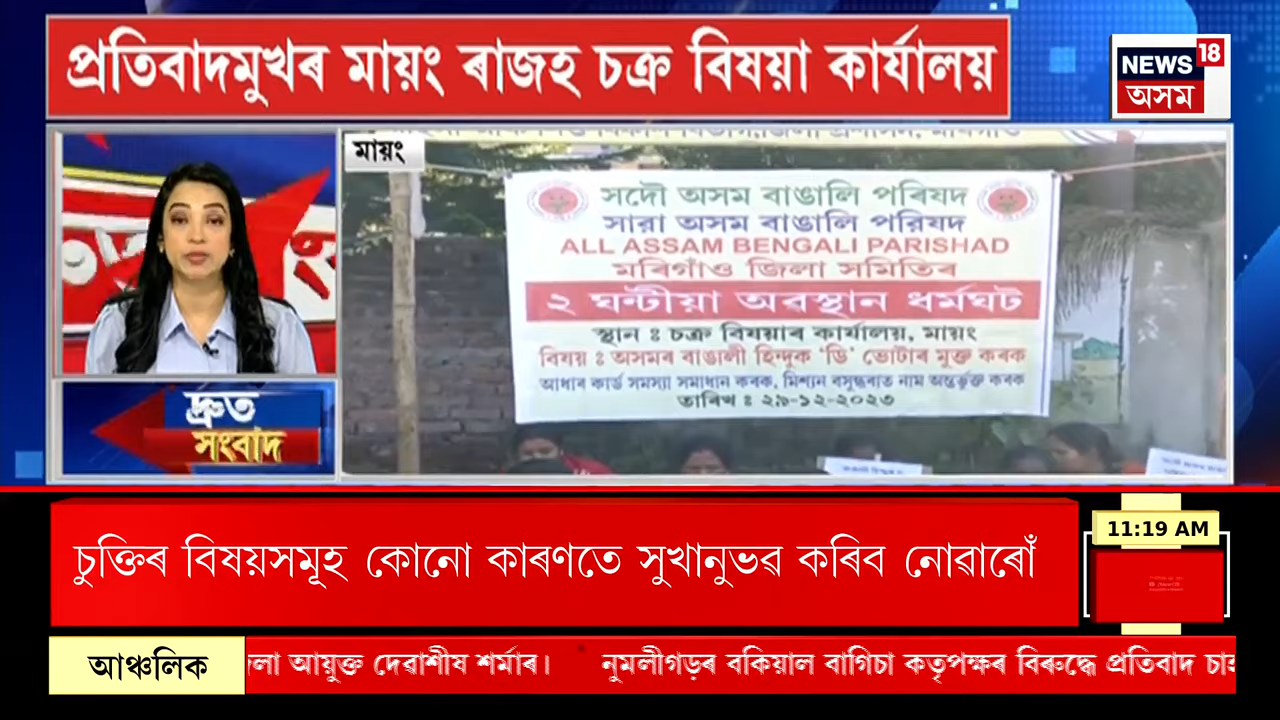 প্ৰতিবাদমুখৰ মায়ং ৰাজহ চক্ৰ বিষয়া কাৰ্যালয়
NEWS 18
অসম
মায়ং
সদৌ অসম বাঙালি পৰিষদ
সারা অসম বাঙালি পরিষদ
ALL ASSAM BENGALI PARISHAD
মৰিগাঁও জিলা সমিতিৰ
২ ঘন্টীয়া অৱস্থান ধৰ্মঘট
স্থান : চক্ৰ বিষয়াৰ কাৰ্যালয়, মায়ং
বিষয় : অসমৰ বাঙালী হিন্দুক ‘ডি’ ভোটাৰ মুক্ত কৰক
আধাৰ কাৰ্ড সমস্যা সমাধান কৰক, মিশ্যন বসুন্ধৰাত নাম অন্তৰ্ভুক্ত কৰক
তাৰিখ : ২৯-১২-২০২৩
দ্ৰুত
সংবাদ
চুক্তিৰ বিষয়সমূহ কোনো কাৰণতে সুখানুভৱ কৰিব নোৱাৰোঁ
11:19 AM
আঞ্চলিক
আয়ুক্ত দেৱাশীষ শৰ্মাৰ। নুমলীগড়ৰ বকিয়াল বাগিচা কতৃপক্ষৰ বিৰুদ্ধে প্ৰতিবাদ